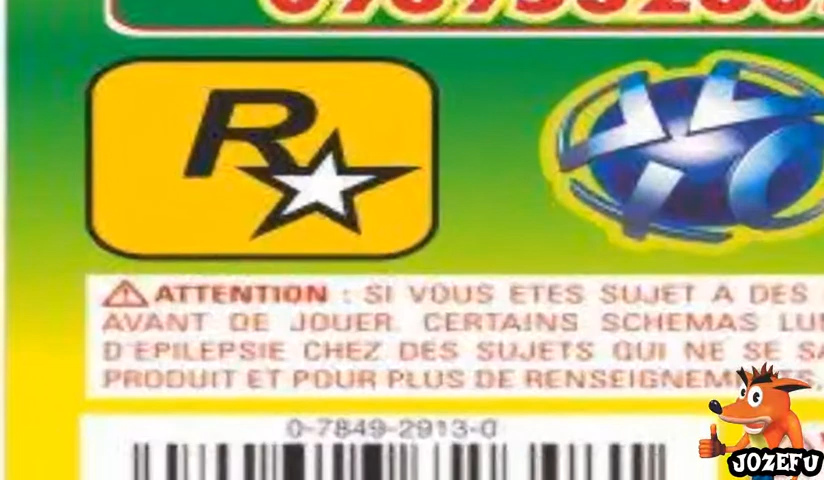 R
ATTENTION : SI VOUS ETES SUJET A DES
AVANT DE JOUER. CERTAINS SCHEMAS
D'EPILEPSIE CHEZ DES SUJETS QUI NE SE
PRODUIT ET POUR PLUS DE
0-7849-2913-0
JOZEFU